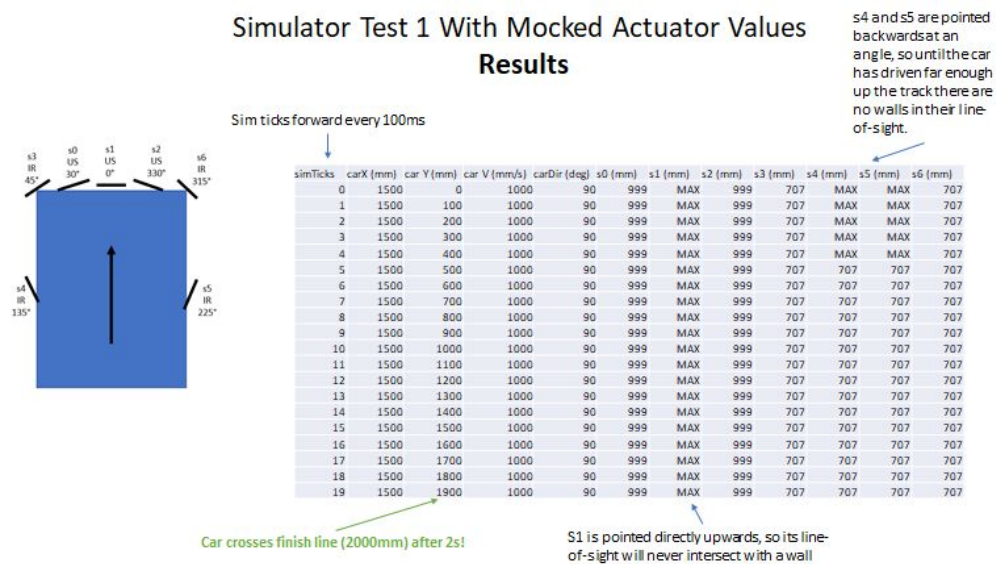 Simulator Test 1 With Mocked Actuator Values
Results
s4 and s5 are pointed
backwards at an
angle, so until the car
has driven far enough
up the track there are
no walls in their line-
of-sight.
Sim ticks forward every 100ms
s3
IR
45°
s0
US
30°
s1
US
0°
s2
US
330°
s6
IR
315°
s4
IR
135°
s5
IR
225°
simTicks carX (mm) car Y (mm) car V (mm/s) carDir (deg) s0 (mm) s1 (mm) s2 (mm) s3 (mm) s4 (mm) s5 (mm) s6 (mm)
0 1500 0 1000 90 999 MAX 999 707 MAX MAX 707
1 1500 100 1000 90 999 MAX 999 707 MAX MAX 707
2 1500 200 1000 90 999 MAX 999 707 MAX MAX 707
3 1500 300 1000 90 999 MAX 999 707 MAX MAX 707
4 1500 400 1000 90 999 MAX 999 707 MAX MAX 707
5 1500 500 1000 90 999 MAX 999 707 707 707 707
6 1500 600 1000 90 999 MAX 999 707 707 707 707
7 1500 700 1000 90 999 MAX 999 707 707 707 707
8 1500 800 1000 90 999 MAX 999 707 707 707 707
9 1500 900 1000 90 999 MAX 999 707 707 707 707
10 1500 1000 1000 90 999 MAX 999 707 707 707 707
11 1500 1100 1000 90 999 MAX 999 707 707 707 707
12 1500 1200 1000 90 999 MAX 999 707 707 707 707
13 1500 1300 1000 90 999 MAX 999 707 707 707 707
14 1500 1400 1000 90 999 MAX 999 707 707 707 707
15 1500 1500 1000 90 999 MAX 999 707 707 707 707
16 1500 1600 1000 90 999 MAX 999 707 707 707 707
17 1500 1700 1000 90 999 MAX 999 707 707 707 707
18 1500 1800 1000 90 999 MAX 999 707 707 707 707
19 1500 1900 1000 90 999 MAX 999 707 707 707 707
Car crosses finish line (2000mm) after 2s!
S1 is pointed directly upwards, so its line-
of-sight will never intersect with a wall